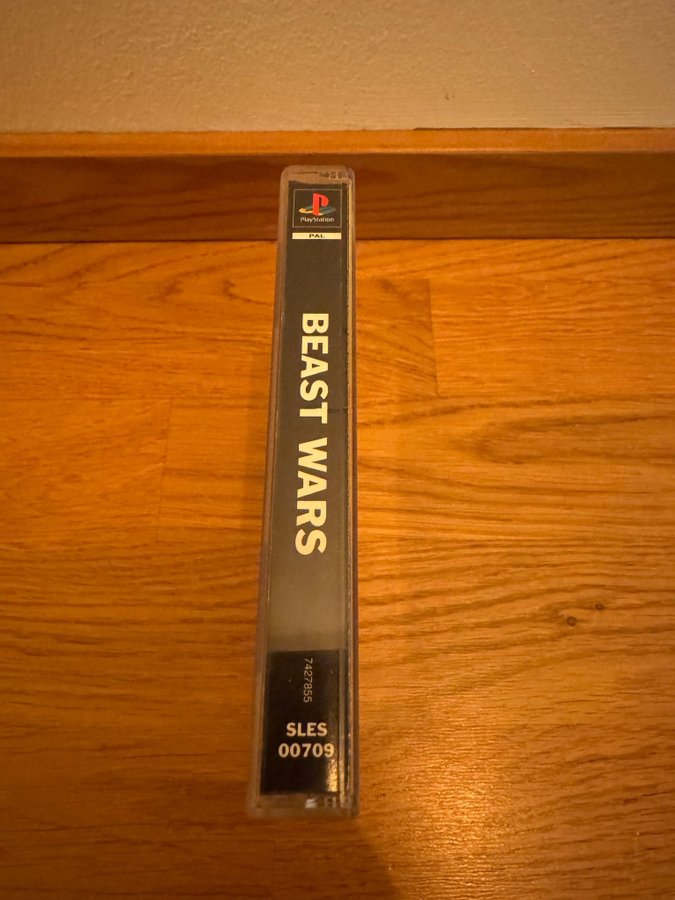 PlayStation
PAL
BEAST WARS
7427855
SLES
00709